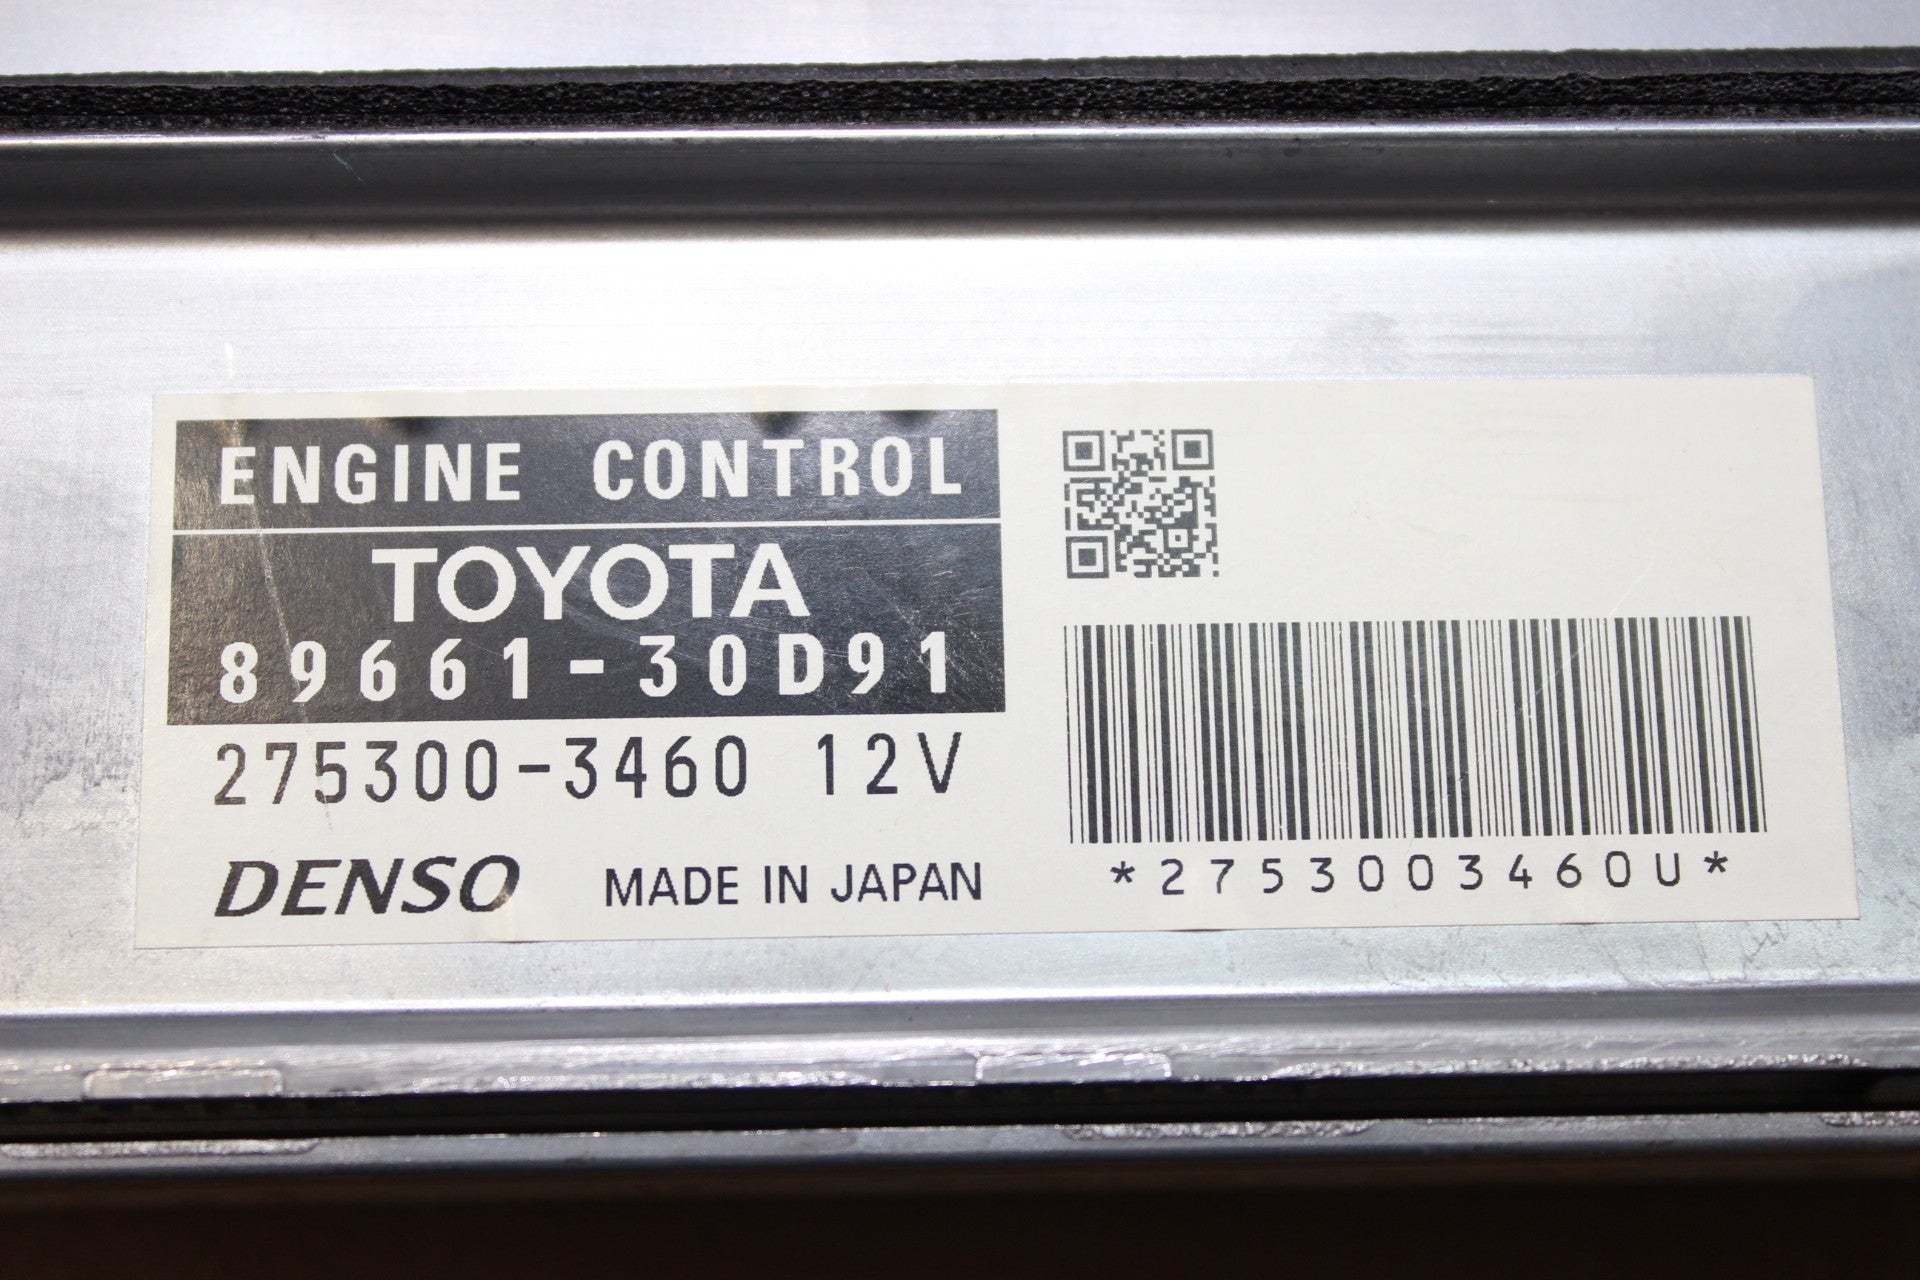 ENGINE CONTROL
TOYOTA
89661-30D91
275300-3460 12V
DENSO MADE IN JAPAN
*2753003460U*